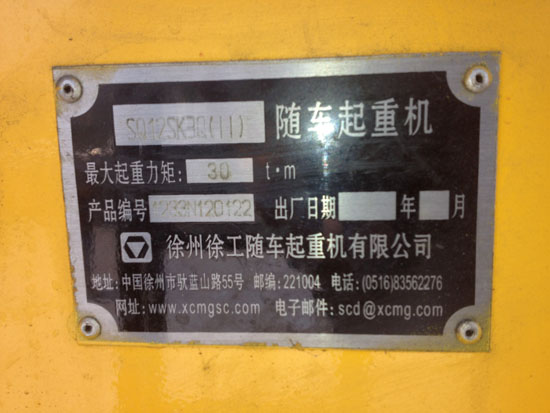 SQ12SK3Q(II) 随车起重机
最大起重力矩: 30 t·m
产品编号 1233N120122 出厂日期 年 月
徐州徐工随车起重机有限公司
地址: 中国徐州市驮蓝山路55号 邮编: 221004 电话: (0516)83562276
网址: www.xcmgsc.com 电子邮件: scd@xcmg.com